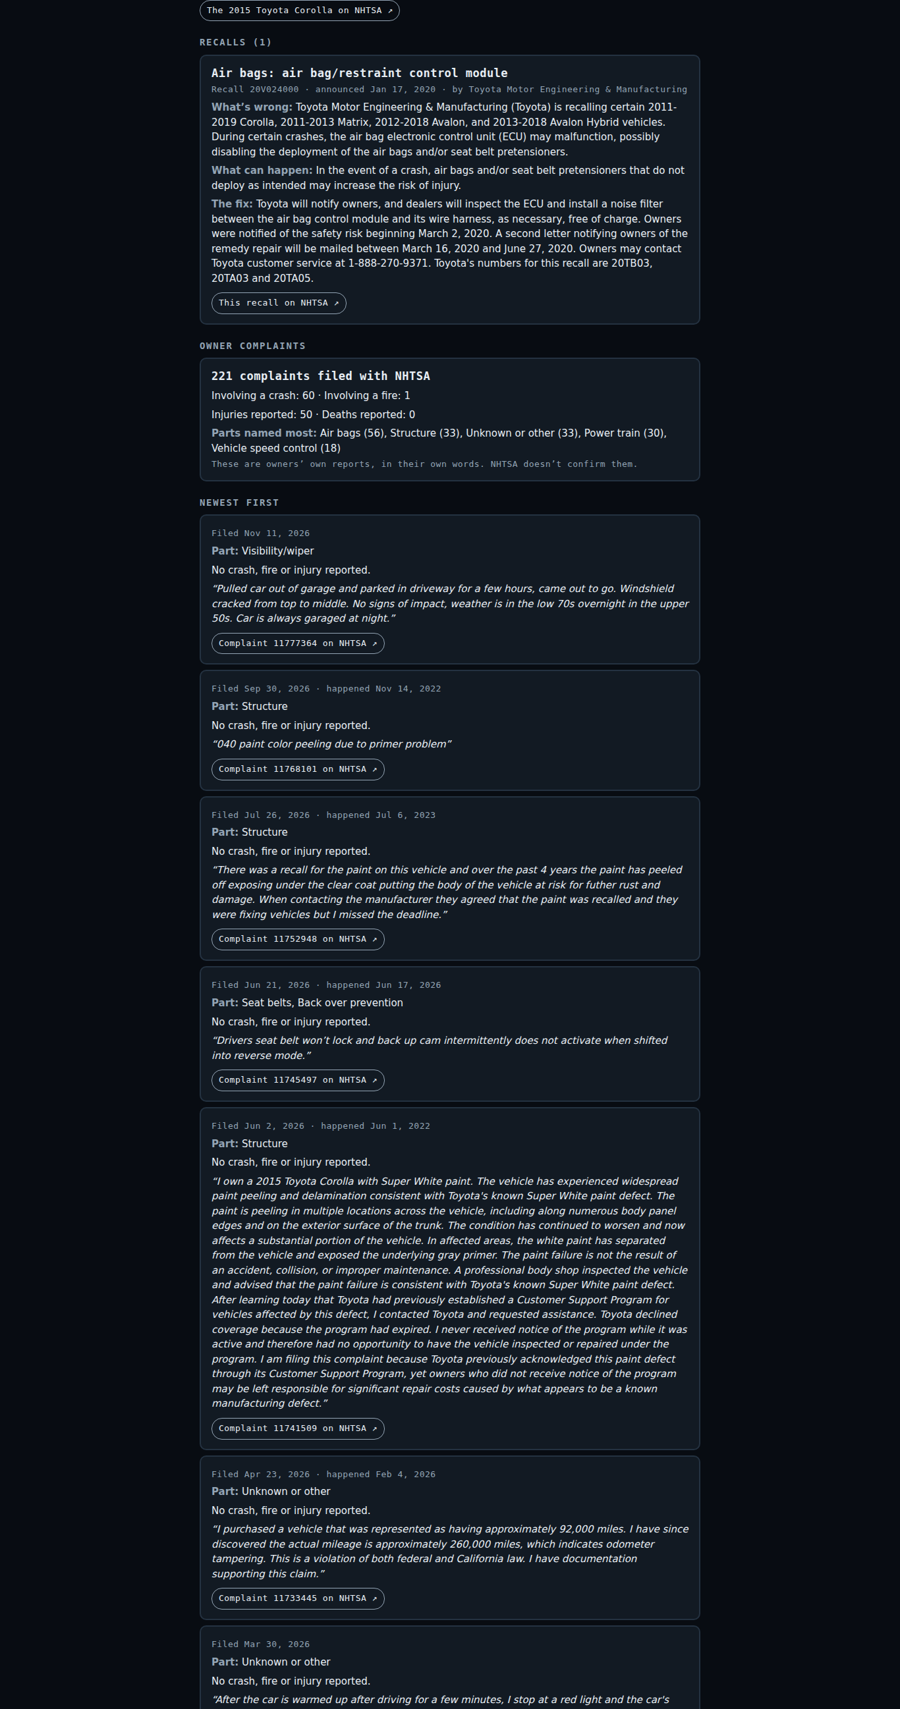 The 2015 Toyota Corolla on NHTSA ↗
RECALLS (1)
Air bags: air bag/restraint control module
Recall 20V024000 · announced Jan 17, 2020 · by Toyota Motor Engineering & Manufacturing
What’s wrong: Toyota Motor Engineering & Manufacturing (Toyota) is recalling certain 2011-
2019 Corolla, 2011-2013 Matrix, 2012-2018 Avalon, and 2013-2018 Avalon Hybrid vehicles.
During certain crashes, the air bag electronic control unit (ECU) may malfunction, possibly
disabling the deployment of the air bags and/or seat belt pretensioners.
What can happen: In the event of a crash, air bags and/or seat belt pretensioners that do not
deploy as intended may increase the risk of injury.
The fix: Toyota will notify owners, and dealers will inspect the ECU and install a noise filter
between the air bag control module and its wire harness, as necessary, free of charge. Owners
were notified of the safety risk beginning March 2, 2020. A second letter notifying owners of the
remedy repair will be mailed between March 16, 2020 and June 27, 2020. Owners may contact
Toyota customer service at 1-888-270-9371. Toyota's numbers for this recall are 20TB03,
20TA03 and 20TA05.
This recall on NHTSA ↗
OWNER COMPLAINTS
221 complaints filed with NHTSA
Involving a crash: 60 · Involving a fire: 1
Injuries reported: 50 · Deaths reported: 0
Parts named most: Air bags (56), Structure (33), Unknown or other (33), Power train (30),
Vehicle speed control (18)
These are owners’ own reports, in their own words. NHTSA doesn’t confirm them.
NEWEST FIRST
Filed Nov 11, 2026
Part: Visibility/wiper
No crash, fire or injury reported.
“Pulled car out of garage and parked in driveway for a few hours, came out to go. Windshield
cracked from top to middle. No signs of impact, weather is in the low 70s overnight in the upper
50s. Car is always garaged at night.”
Complaint 11777364 on NHTSA ↗
Filed Sep 30, 2026 · happened Nov 14, 2022
Part: Structure
No crash, fire or injury reported.
“040 paint color peeling due to primer problem”
Complaint 11768101 on NHTSA ↗
Filed Jul 26, 2026 · happened Jul 6, 2023
Part: Structure
No crash, fire or injury reported.
“There was a recall for the paint on this vehicle and over the past 4 years the paint has peeled
off exposing under the clear coat putting the body of the vehicle at risk for futher rust and
damage. When contacting the manufacturer they agreed that the paint was recalled and they
were fixing vehicles but I missed the deadline.”
Complaint 11752948 on NHTSA ↗
Filed Jun 21, 2026 · happened Jun 17, 2026
Part: Seat belts, Back over prevention
No crash, fire or injury reported.
“Drivers seat belt won’t lock and back up cam intermittently does not activate when shifted
into reverse mode.”
Complaint 11745497 on NHTSA ↗
Filed Jun 2, 2026 · happened Jun 1, 2022
Part: Structure
No crash, fire or injury reported.
“I own a 2015 Toyota Corolla with Super White paint. The vehicle has experienced widespread
paint peeling and delamination consistent with Toyota's known Super White paint defect. The
paint is peeling in multiple locations across the vehicle, including along numerous body panel
edges and on the exterior surface of the trunk. The condition has continued to worsen and now
affects a substantial portion of the vehicle. In affected areas, the white paint has separated
from the vehicle and exposed the underlying gray primer. The paint failure is not the result of
an accident, collision, or improper maintenance. A professional body shop inspected the vehicle
and advised that the paint failure is consistent with Toyota's known Super White paint defect.
After learning today that Toyota had previously established a Customer Support Program for
vehicles affected by this defect, I contacted Toyota and requested assistance. Toyota declined
coverage because the program had expired. I never received notice of the program while it was
active and therefore had no opportunity to have the vehicle inspected or repaired under the
program. I am filing this complaint because Toyota previously acknowledged this paint defect
through its Customer Support Program, yet owners who did not receive notice of the program
may be left responsible for significant repair costs caused by what appears to be a known
manufacturing defect.”
Complaint 11741509 on NHTSA ↗
Filed Apr 23, 2026 · happened Feb 4, 2026
Part: Unknown or other
No crash, fire or injury reported.
“I purchased a vehicle that was represented as having approximately 92,000 miles. I have since
discovered the actual mileage is approximately 260,000 miles, which indicates odometer
tampering. This is a violation of both federal and California law. I have documentation
supporting this claim.”
Complaint 11733445 on NHTSA ↗
Filed Mar 30, 2026
Part: Unknown or other
No crash, fire or injury reported.
“After the car is warmed up after driving for a few minutes, I stop at a red light and the car's